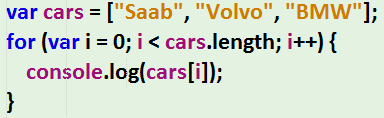 var cars = ["Saab", "Volvo", "BMW"];
for (var i = 0; i < cars.length; i++) {
    console.log(cars[i]);
}